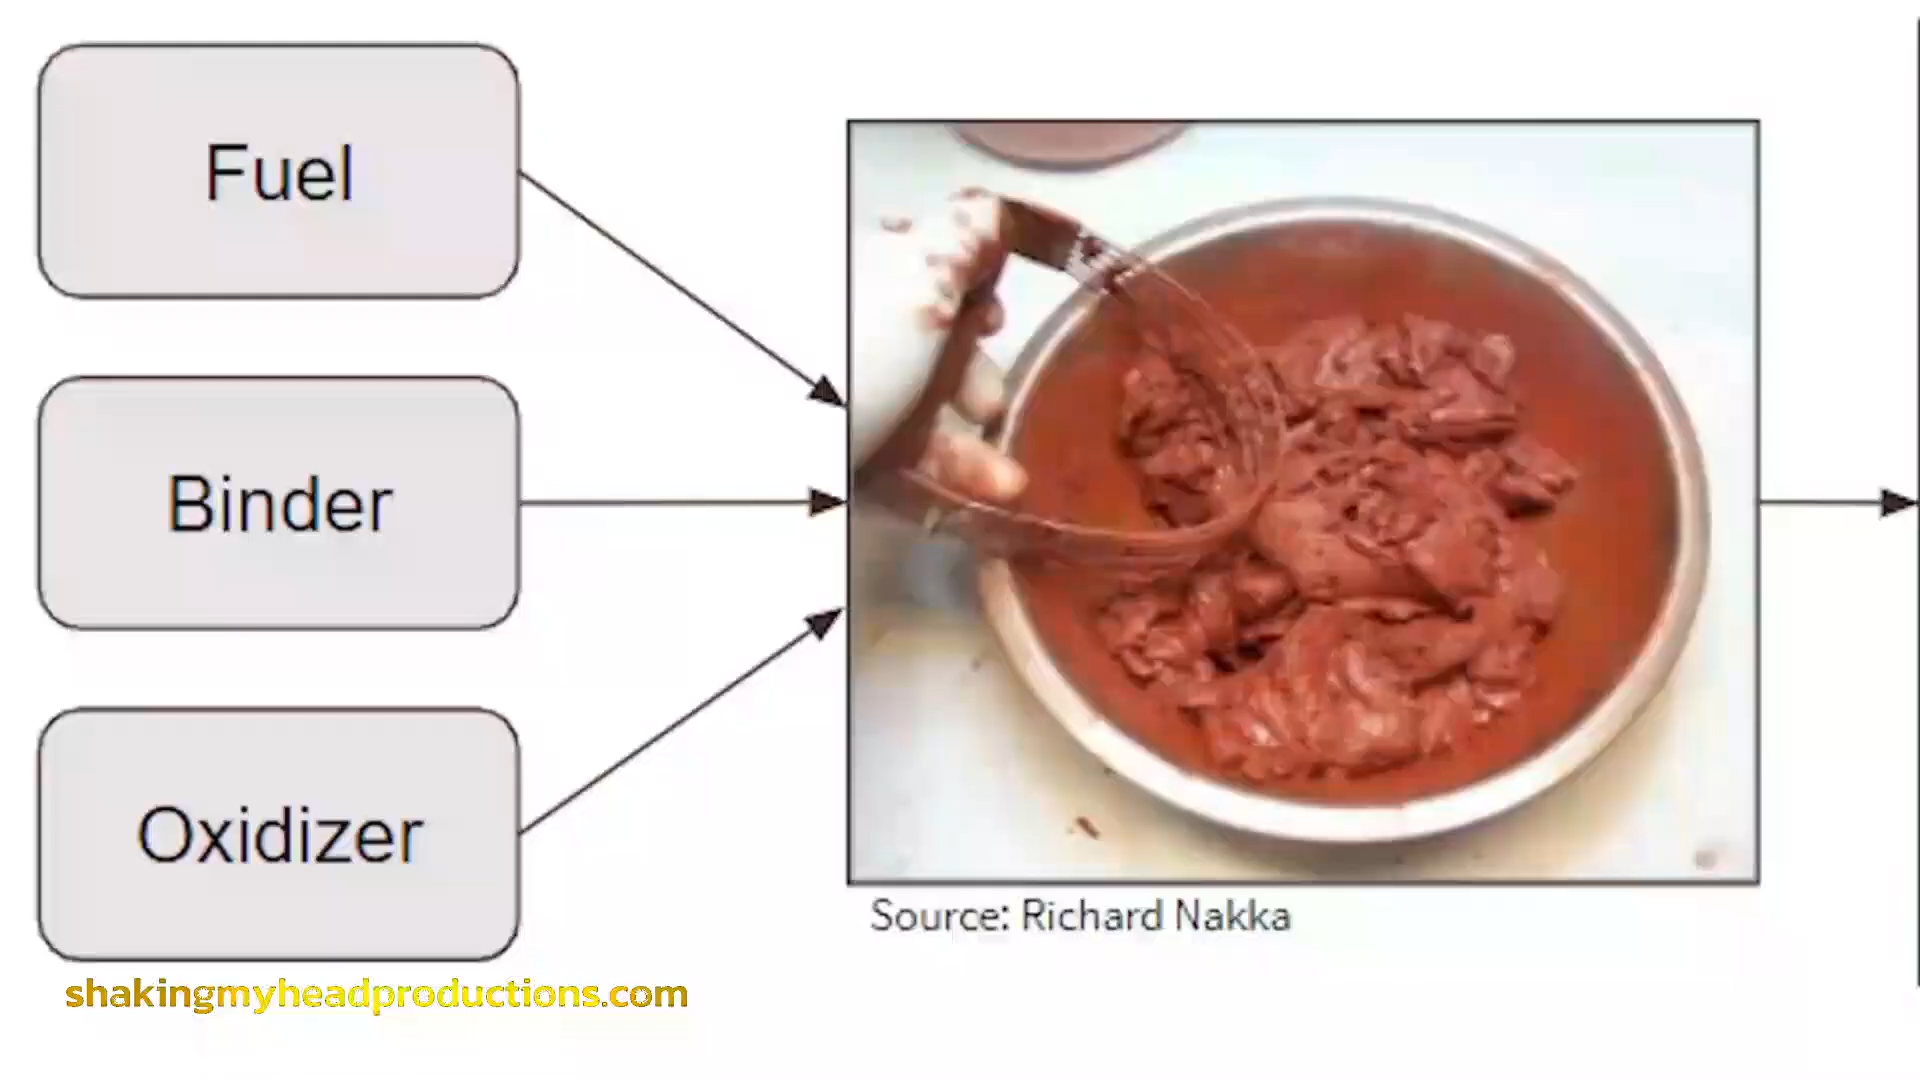 Fuel
Binder
Oxidizer
Source: Richard Nakka
shakingmyheadproductions.com